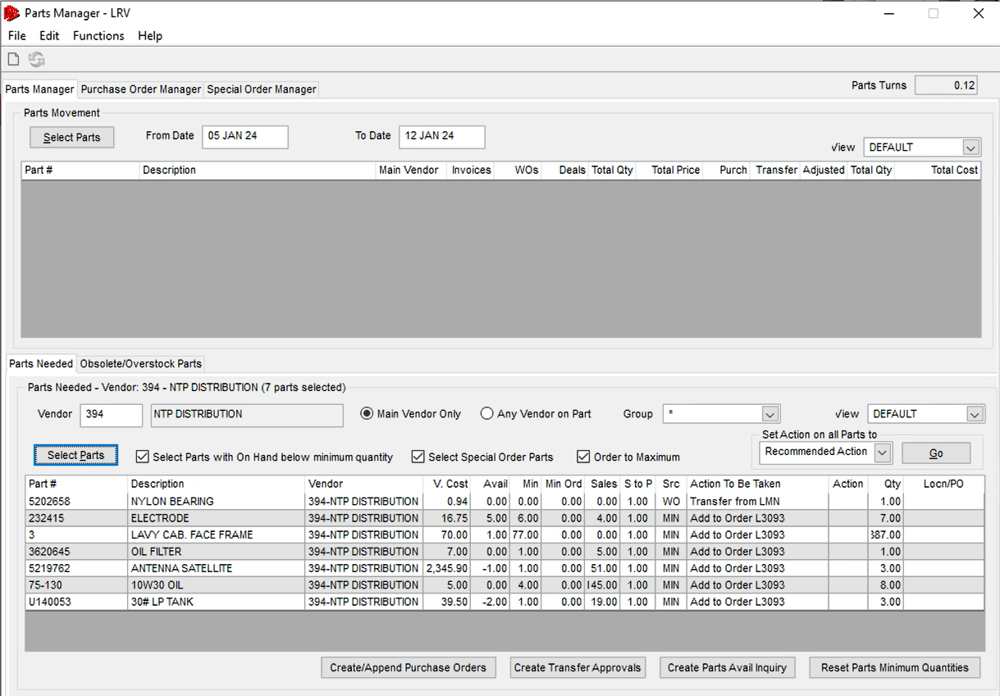 Parts Manager - LRV
File Edit Functions Help
Parts Manager Purchase Order Manager Special Order Manager Parts Turns 0.12
Parts Movement
Select Parts From Date 05 JAN 24 To Date 12 JAN 24
View DEFAULT
Part # Description Main Vendor Invoices WOs Deals Total Qty Total Price Purch Transfer Adjusted Total Qty Total Cost
Parts Needed Obsolete/Overstock Parts
Parts Needed - Vendor: 394 - NTP DISTRIBUTION (7 parts selected)
Vendor 394 NTP DISTRIBUTION Main Vendor Only Any Vendor on Part Group * View DEFAULT
Set Action on all Parts to
Select Parts Select Parts with On Hand below minimum quantity Select Special Order Parts Order to Maximum Recommended Action Go
Part # Description Vendor V. Cost Avail Min Min Ord Sales S to P Src Action To Be Taken Action Qty Locn/PO
5202658 NYLON BEARING 394-NTP DISTRIBUTION 0.94 0.00 0.00 0.00 0.00 1.00 WO Transfer from LMN 1.00
232415 ELECTRODE 394-NTP DISTRIBUTION 16.75 5.00 6.00 0.00 4.00 1.00 MIN Add to Order L3093 7.00
3 LAVY CAB. FACE FRAME 394-NTP DISTRIBUTION 70.00 1.00 77.00 0.00 0.00 1.00 MIN Add to Order L3093 387.00
3620645 OIL FILTER 394-NTP DISTRIBUTION 7.00 0.00 1.00 0.00 5.00 1.00 MIN Add to Order L3093 1.00
5219762 ANTENNA SATELLITE 394-NTP DISTRIBUTION 2,345.90 -1.00 1.00 0.00 51.00 1.00 MIN Add to Order L3093 3.00
75-130 10W30 OIL 394-NTP DISTRIBUTION 5.00 0.00 4.00 0.00 145.00 1.00 MIN Add to Order L3093 8.00
U140053 30# LP TANK 394-NTP DISTRIBUTION 39.50 -2.00 1.00 0.00 19.00 1.00 MIN Add to Order L3093 3.00
Create/Append Purchase Orders Create Transfer Approvals Create Parts Avail Inquiry Reset Parts Minimum Quantities